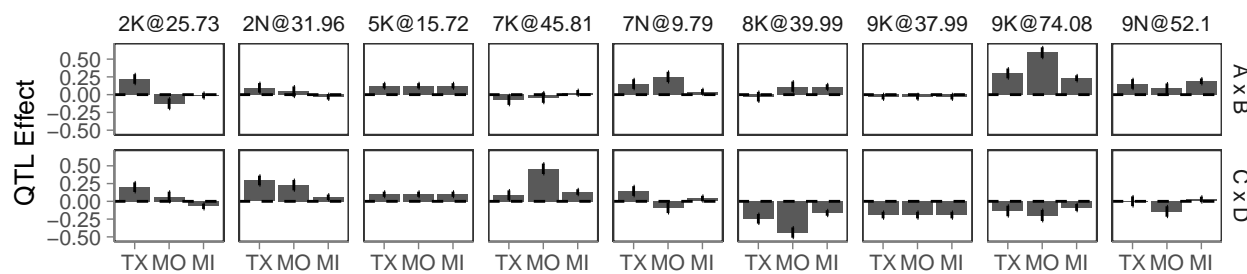 2K@25.73 2N@31.96 5K@15.72 7K@45.81 7N@9.79 8K@39.99 9K@37.99 9K@74.08 9N@52.1
QTL Effect
0.50
0.25
0.00
−0.25
−0.50
A x B
0.50
0.25
0.00
−0.25
−0.50
C x D
TX MO MI TX MO MI TX MO MI TX MO MI TX MO MI TX MO MI TX MO MI TX MO MI TX MO MI